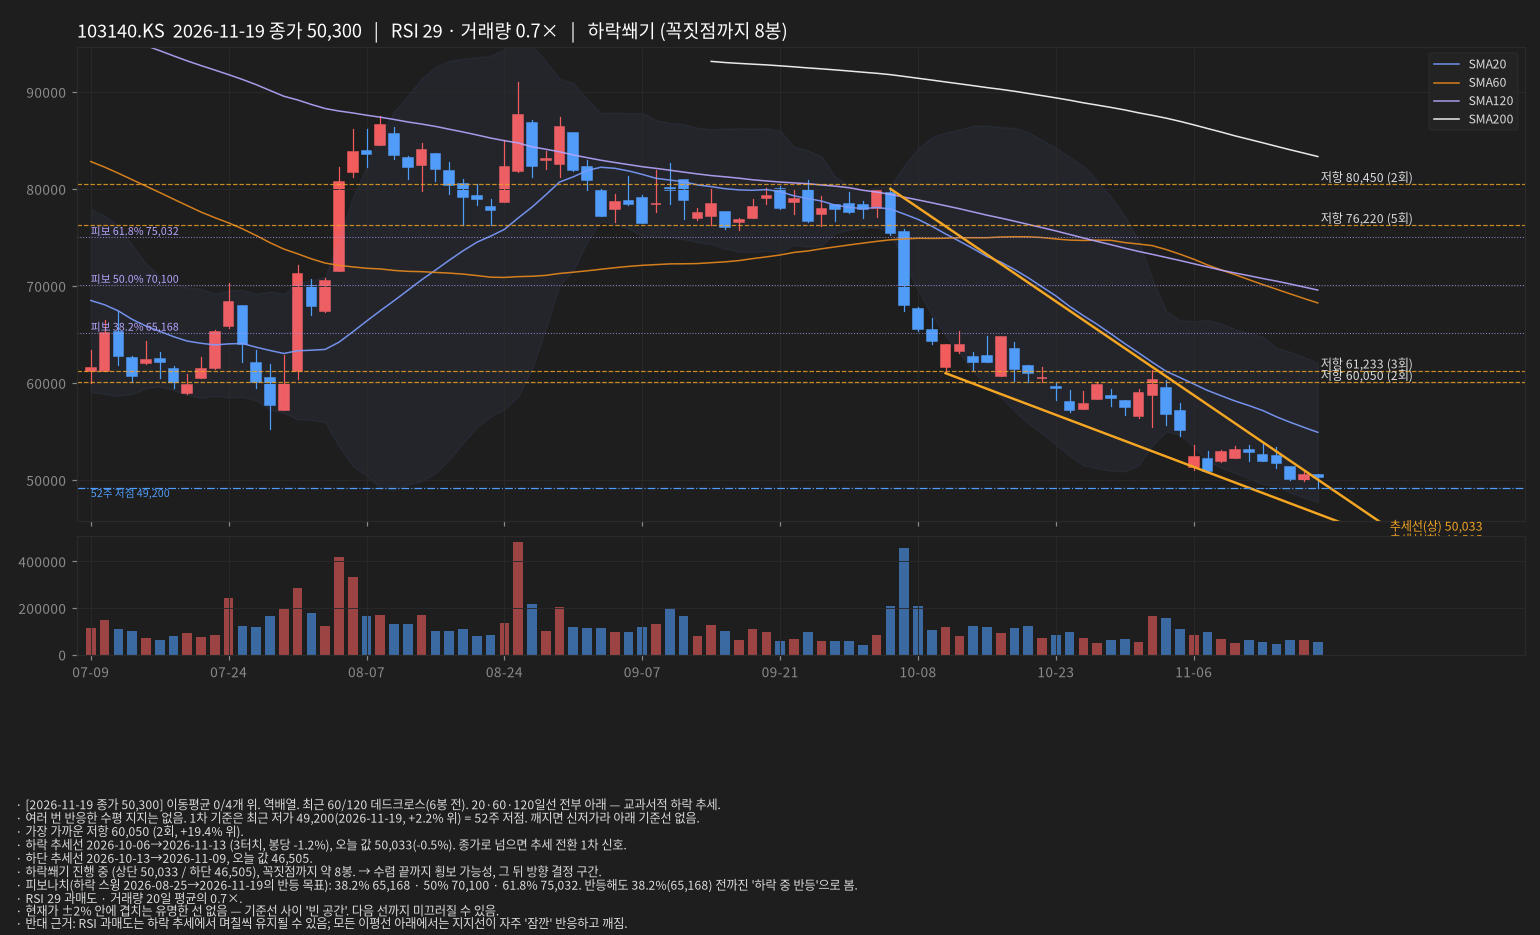 103140.KS 2026-11-19 종가 50,300 | RSI 29 · 거래량 0.7× | 하락쐐기 (꼭짓점까지 8봉)
SMA20
SMA60
SMA120
SMA200
90000
80000
70000
60000
50000
저항 80,450 (2회)
저항 76,220 (5회)
피보 61.8% 75,032
피보 50.0% 70,100
피보 38.2% 65,168
저항 61,233 (3회)
저항 60,050 (2회)
52주 저점 49,200
추세선(상) 50,033
400000
200000
0
07-09 07-24 08-07 08-24 09-07 09-21 10-08 10-23 11-06
· [2026-11-19 종가 50,300] 이동평균 0/4개 위. 역배열. 최근 60/120 데드크로스(6봉 전). 20·60·120일선 전부 아래 — 교과서적 하락 추세.
· 여러 번 반응한 수평 지지는 없음. 1차 기준은 최근 저가 49,200(2026-11-19, +2.2% 위) = 52주 저점. 깨지면 신저가라 아래 기준선 없음.
· 가장 가까운 저항 60,050 (2회, +19.4% 위).
· 하락 추세선 2026-10-06→2026-11-13 (3터치, 봉당 -1.2%), 오늘 값 50,033(-0.5%). 종가로 넘으면 추세 전환 1차 신호.
· 하단 추세선 2026-10-13→2026-11-09, 오늘 값 46,505.
· 하락쐐기 진행 중 (상단 50,033 / 하단 46,505), 꼭짓점까지 약 8봉. → 수렴 끝까지 횡보 가능성, 그 뒤 방향 결정 구간.
· 피보나치(하락 스윙 2026-08-25→2026-11-19의 반등 목표): 38.2% 65,168 · 50% 70,100 · 61.8% 75,032. 반등해도 38.2%(65,168) 전까진 '하락 중 반등'으로 봄.
· RSI 29 과매도 · 거래량 20일 평균의 0.7×.
· 현재가 ±2% 안에 겹치는 유명한 선 없음 — 기준선 사이 '빈 공간'. 다음 선까지 미끄러질 수 있음.
· 반대 근거: RSI 과매도는 하락 추세에서 며칠씩 유지될 수 있음; 모든 이평선 아래에서는 지지선이 자주 '잠깐' 반응하고 깨짐.